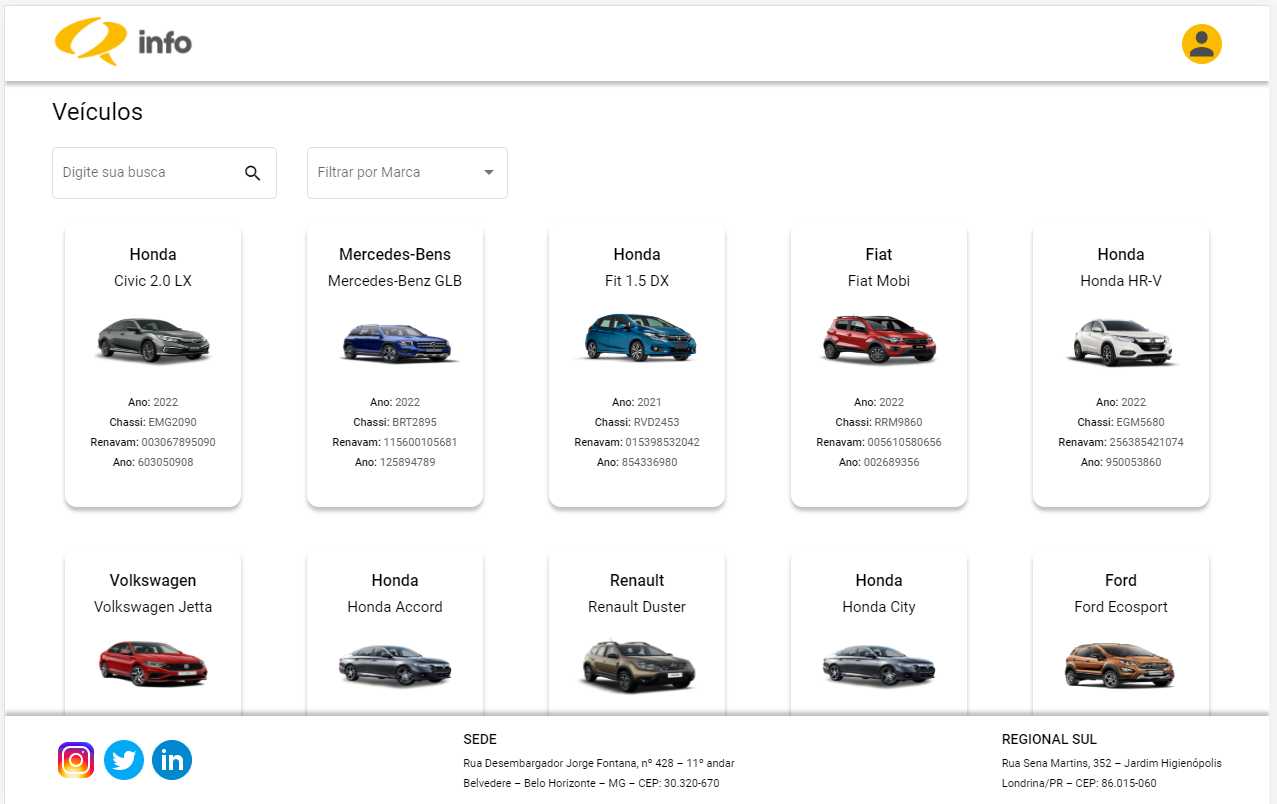 info
Veículos
Digite sua busca
Filtrar por Marca
Honda
Civic 2.0 LX
Ano: 2022
Chassi: EMG2090
Renavam: 003067895090
Ano: 603050908
Mercedes-Bens
Mercedes-Benz GLB
Ano: 2022
Chassi: BRT2895
Renavam: 115600105681
Ano: 125894789
Honda
Fit 1.5 DX
Ano: 2021
Chassi: RVD2453
Renavam: 015398532042
Ano: 854336980
Fiat
Fiat Mobi
Ano: 2022
Chassi: RRM9860
Renavam: 005610580656
Ano: 002689356
Honda
Honda HR-V
Ano: 2022
Chassi: EGM5680
Renavam: 256385421074
Ano: 950053860
Volkswagen
Volkswagen Jetta
Honda
Honda Accord
Renault
Renault Duster
Honda
Honda City
Ford
Ford Ecosport
in
SEDE
Rua Desembargador Jorge Fontana, nº 428 – 11º andar
Belvedere – Belo Horizonte – MG – CEP: 30.320-670
REGIONAL SUL
Rua Sena Martins, 352 – Jardim Higienópolis
Londrina/PR – CEP: 86.015-060